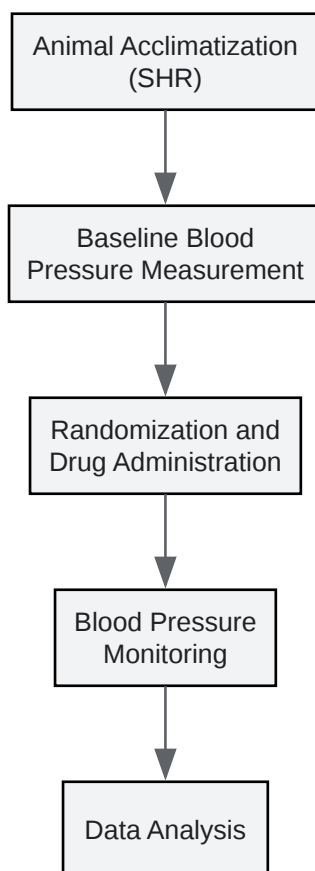 Animal Acclimatization
(SHR)
Baseline Blood
Pressure Measurement
Randomization and
Drug Administration
Blood Pressure
Monitoring
Data Analysis